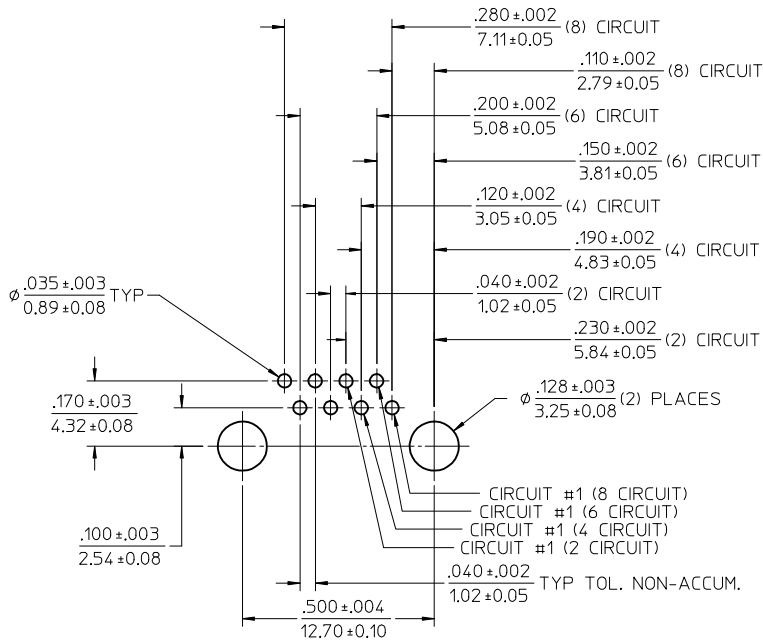 .280±.002
7.11±0.05 (8) CIRCUIT
.110±.002
2.79±0.05 (8) CIRCUIT
.200±.002
5.08±0.05 (6) CIRCUIT
.150±.002
3.81±0.05 (6) CIRCUIT
.120±.002
3.05±0.05 (4) CIRCUIT
.190±.002
4.83±0.05 (4) CIRCUIT
.040±.002
1.02±0.05 (2) CIRCUIT
⌀ .035±.003
0.89±0.08 TYP
.230±.002
5.84±0.05 (2) CIRCUIT
.170±.003
4.32±0.08
⌀ .128±.003
3.25±0.08 (2) PLACES
CIRCUIT #1 (8 CIRCUIT)
CIRCUIT #1 (6 CIRCUIT)
CIRCUIT #1 (4 CIRCUIT)
CIRCUIT #1 (2 CIRCUIT)
.100±.003
2.54±0.08
.040±.002
1.02±0.05 TYP TOL. NON-ACCUM.
.500±.004
12.70±0.10